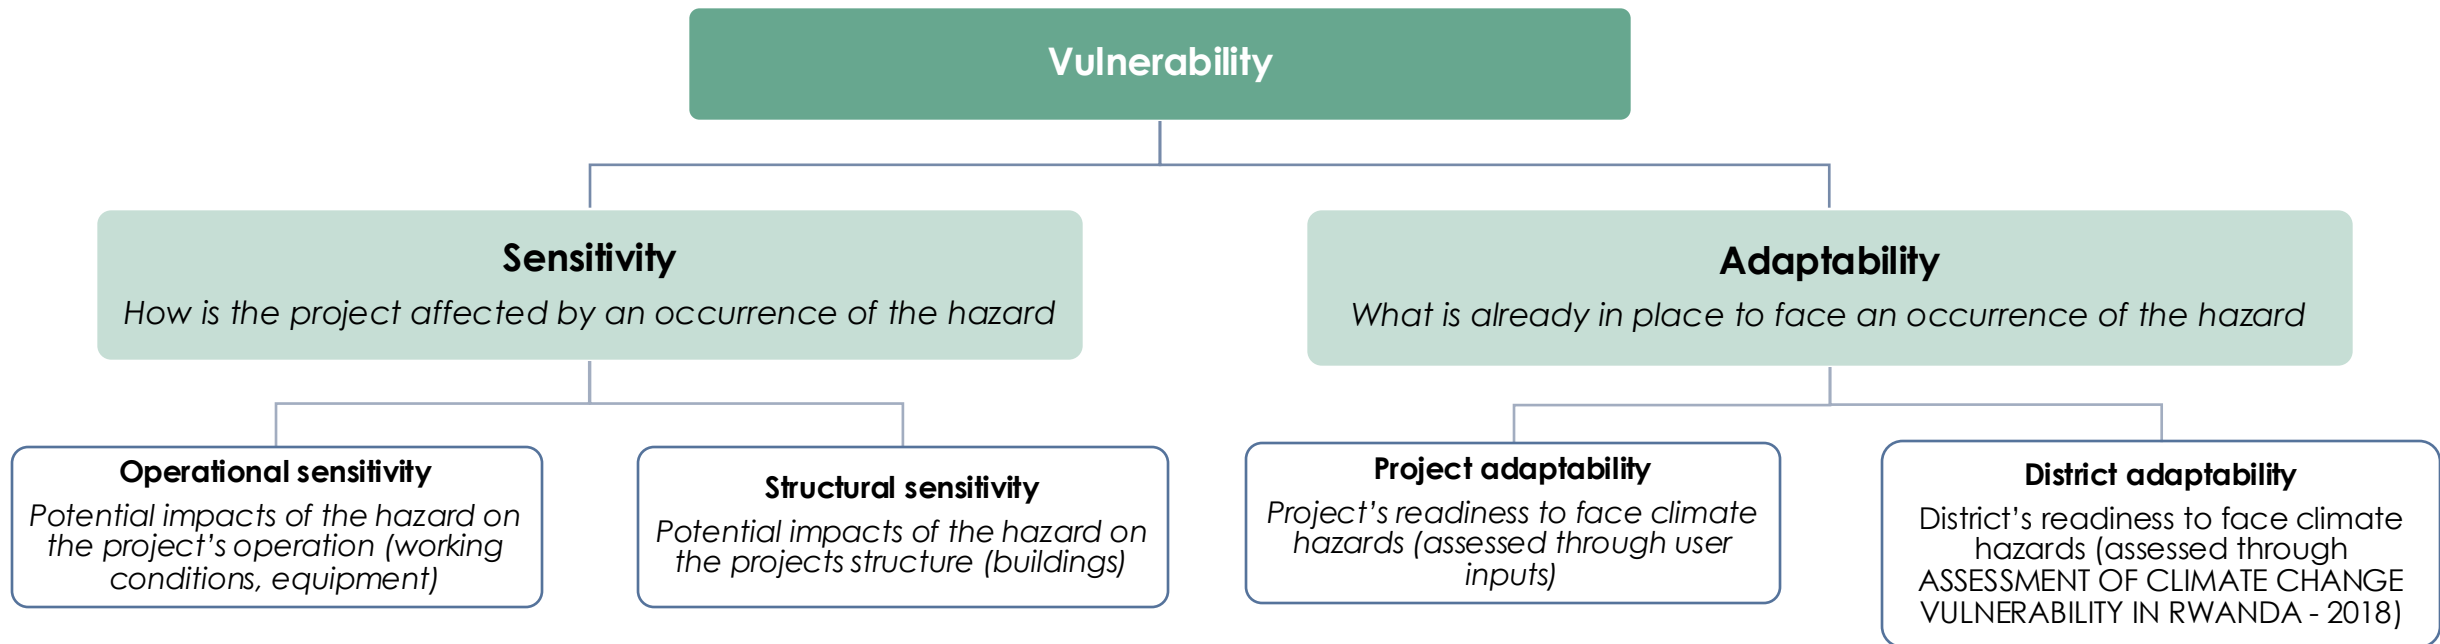 Vulnerability
Sensitivity
How is the project affected by an occurrence of the hazard
Adaptability
What is already in place to face an occurrence of the hazard
Operational sensitivity
Potential impacts of the hazard on
the project's operation (working
conditions, equipment)
Structural sensitivity
Potential impacts of the hazard on
the projects structure (buildings)
Project adaptability
Project's readiness to face climate
hazards (assessed through user
inputs)
District adaptability
District's readiness to face climate
hazards (assessed through
ASSESSMENT OF CLIMATE CHANGE
VULNERABILITY IN RWANDA - 2018)